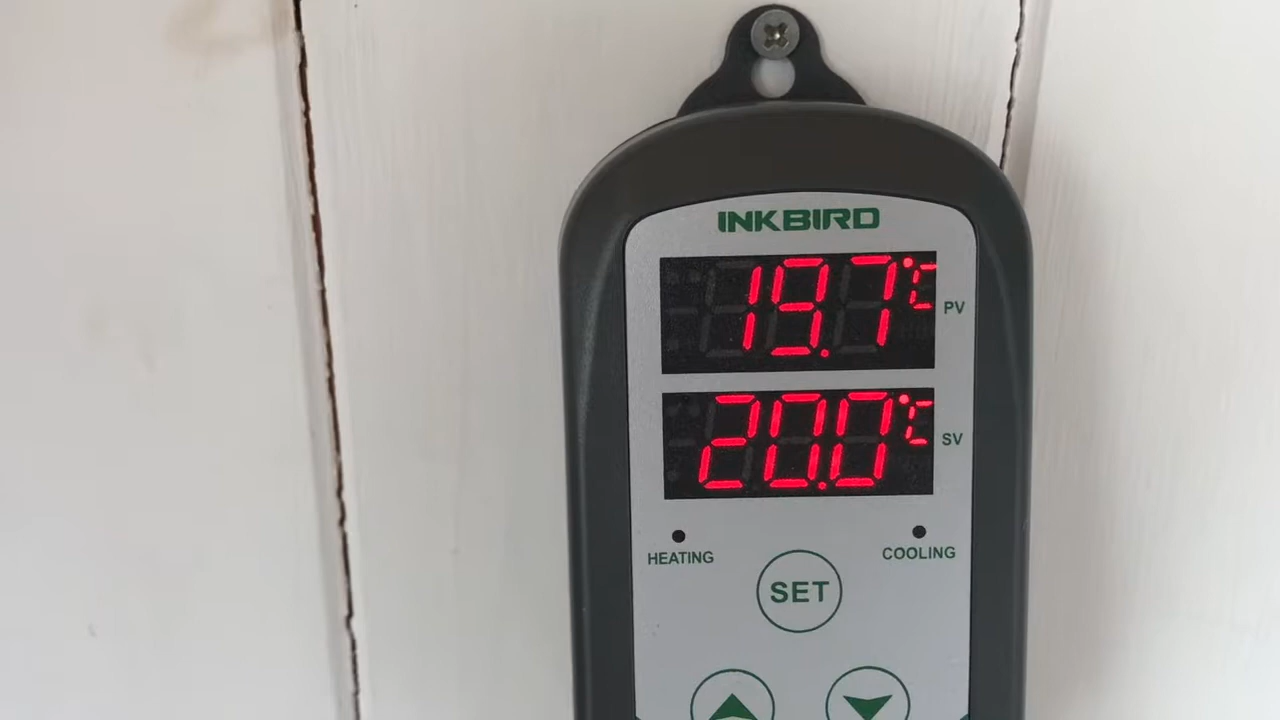 INKBIRD
19.7°C PV
20.0°C SV
HEATING COOLING
SET